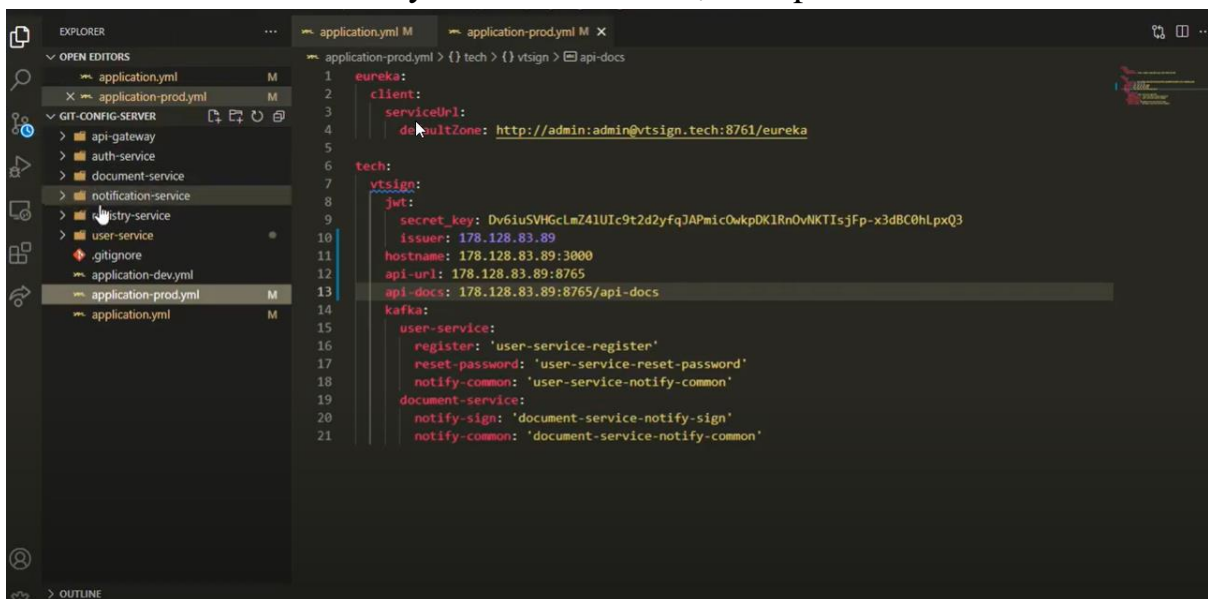 EXPLORER
application.yml M
application-prod.yml M
OPEN EDITORS
application-prod.yml > {} tech > {} vtsign > api-docs
application.yml M
application-prod.yml M
GIT-CONFIG-SERVER
api-gateway
auth-service
document-service
notification-service
user-service
.gitignore
application-dev.yml
application-prod.yml M
application.yml M
OUTLINE
1 eureka:
2 client:
3 serviceUrl:
4 http://admin:admin@vtsign.tech:8761/eureka
5
6 tech:
7 vtsign:
8 jwt:
9 secret_key: Dv6iuSVHGcLmZ41UIc9t2d2yfqJAPmicOwkpDK1RnOvNKTIsjFp-x3dBC0hLpxQ3
10 issuer: 178.128.83.89
11 hostname: 178.128.83.89:3000
12 api-url: 178.128.83.89:8765
13 api-docs: 178.128.83.89:8765/api-docs
14 kafka:
15 user-service:
16 register: 'user-service-register'
17 reset-password: 'user-service-reset-password'
18 notify-common: 'user-service-notify-common'
19 document-service:
20 notify-sign: 'document-service-notify-sign'
21 notify-common: 'document-service-notify-common'